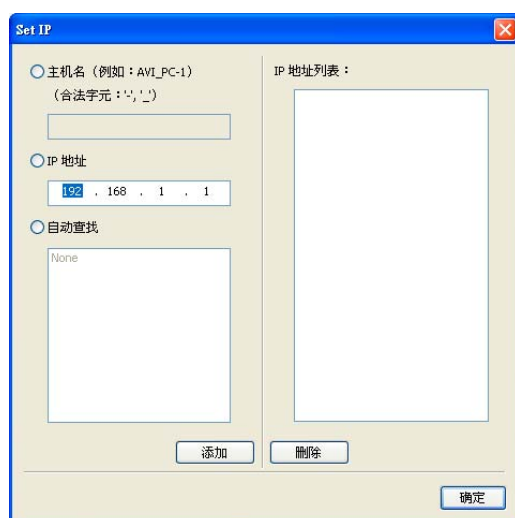 Set IP
主机名（例如：AVI_PC-1）
（合法字元：'-', '_'）
IP 地址
192 . 168 . 1 . 1
自动查找
None
添加
IP 地址列表：
删除
确定